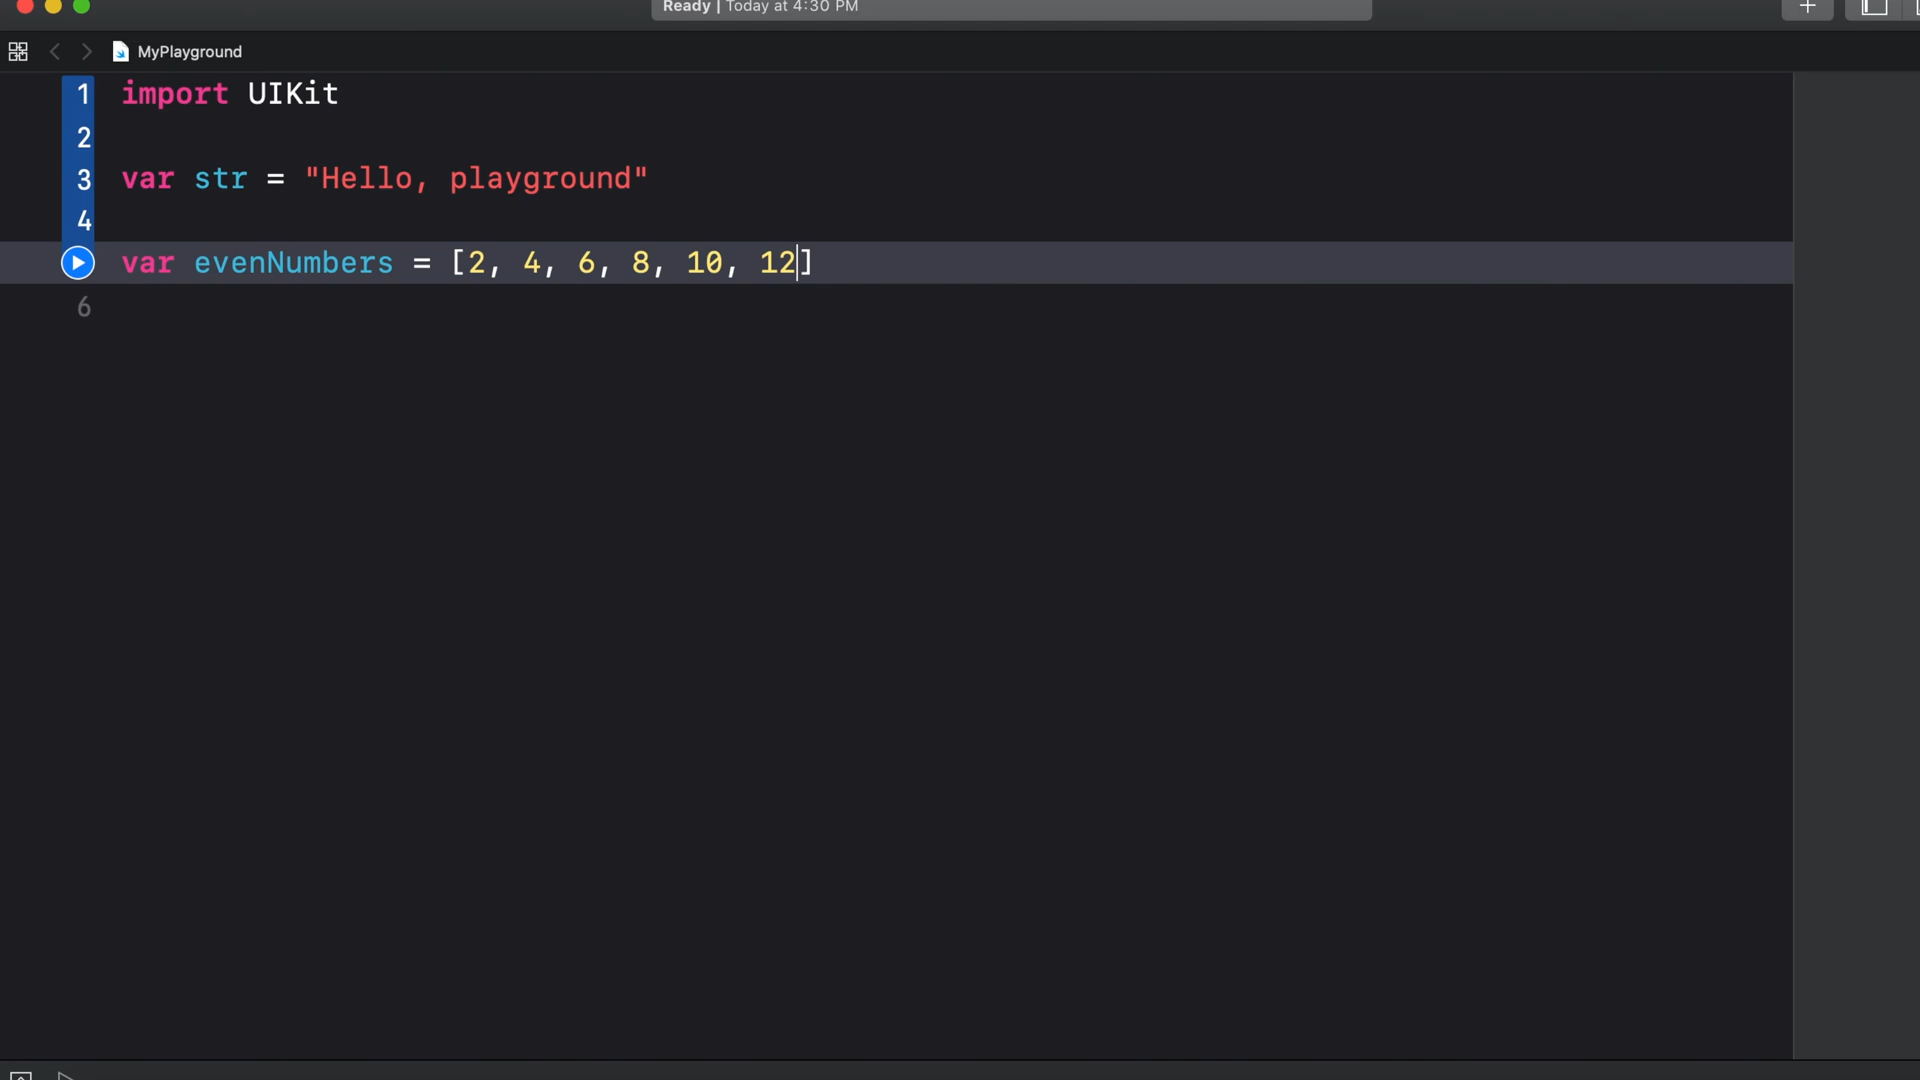 Ready | Today at 4:30 PM
MyPlayground
1 import UIKit
2
3 var str = "Hello, playground"
4
var evenNumbers = [2, 4, 6, 8, 10, 12]
6